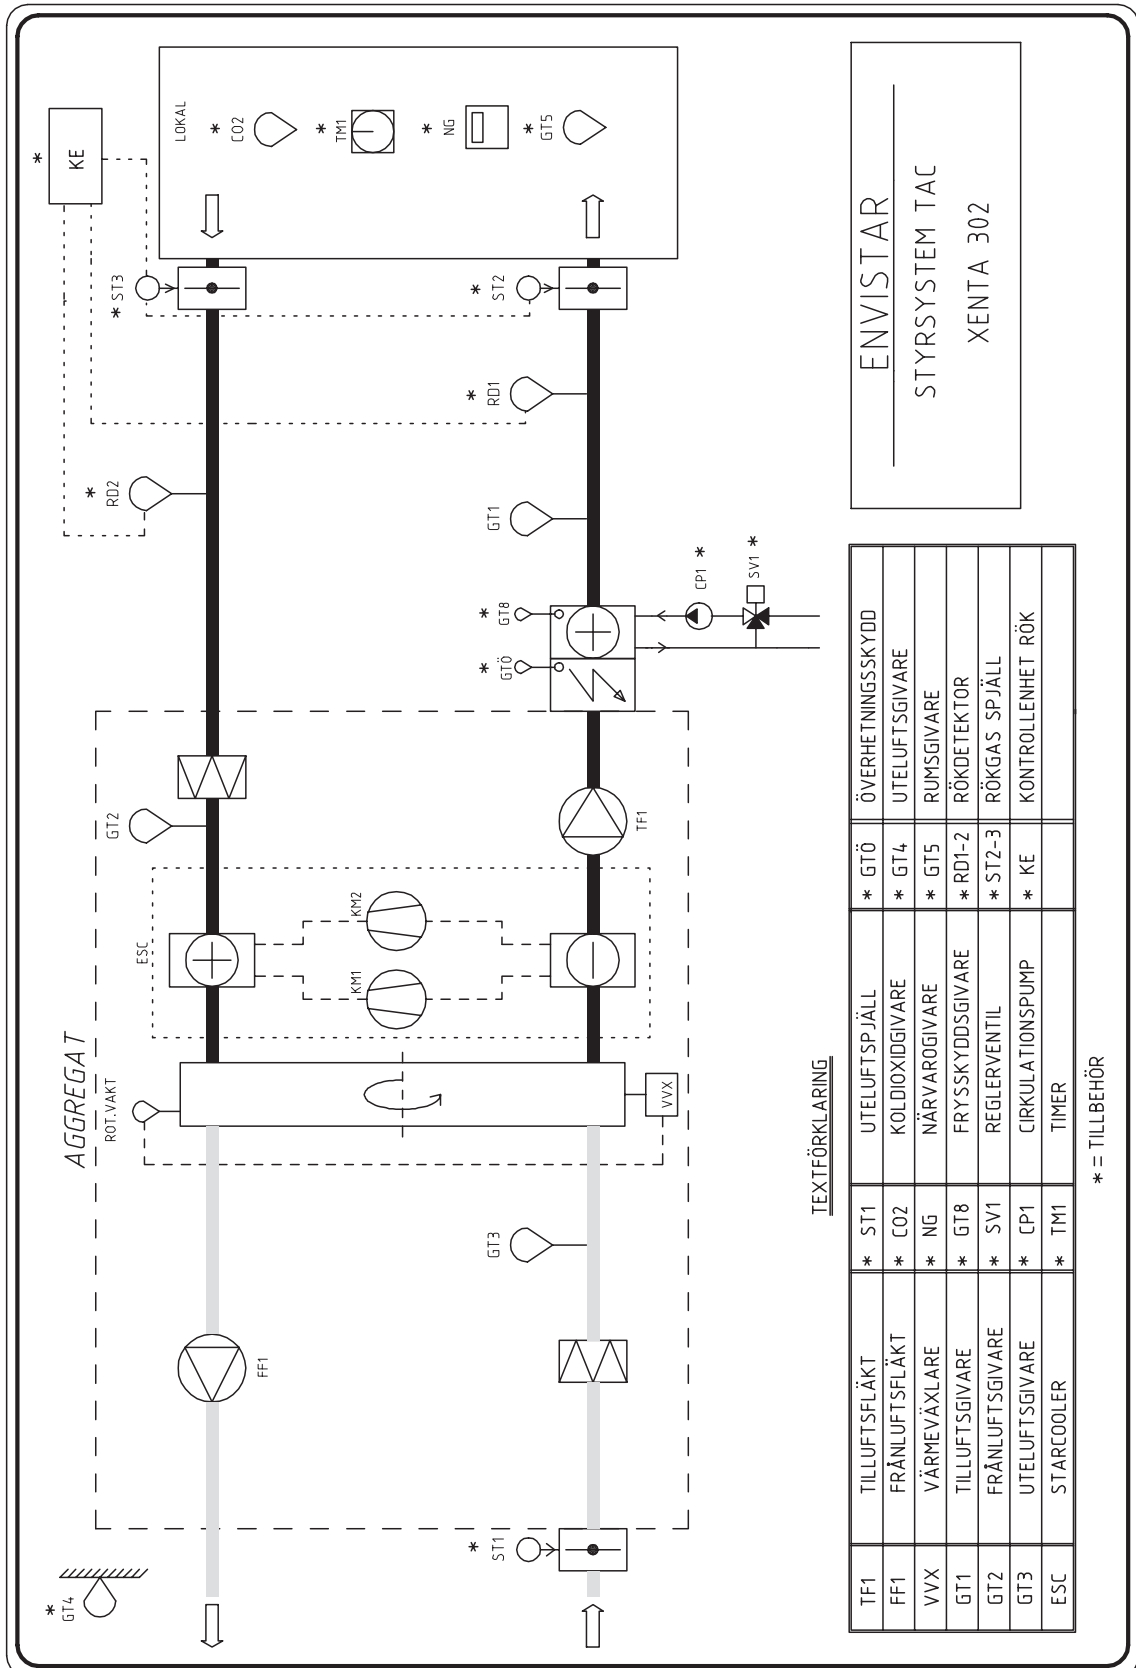 * GT4
* ST1
AGGREGAT
FF1
GT3
ROT.VAKT
VVX
ESC
KM1
KM2
GT2
TF1
* GTÖ
* GT8
CP1 *
SV1 *
GT1
* RD2
* RD1
* ST3
* ST2
* KE
LOKAL
* CO2
* TM1
* NG
* GT5
TEXTFÖRKLARING
TF1 TILLUFTSFLÄKT * ST1 UTELUFTSPJÄLL * GTÖ ÖVERHETNINGSSKYDD
FF1 FRÅNLUFTSFLÄKT * CO2 KOLDIOXIDGIVARE * GT4 UTELUFTSGIVARE
VVX VÄRMEVÄXLARE * NG NÄRVAROGIVARE * GT5 RUMSGIVARE
GT1 TILLUFTSGIVARE * GT8 FRYSSKYDDSGIVARE * RD1-2 RÖKDETEKTOR
GT2 FRÅNLUFTSGIVARE * SV1 REGLERVENTIL * ST2-3 RÖKGAS SPJÄLL
GT3 UTELUFTSGIVARE * CP1 CIRKULATIONSPUMP * KE KONTROLLENHET RÖK
ESC STARCOOLER * TM1 TIMER
* = TILLBEHÖR
ENVISTAR
STYRSYSTEM TAC
XENTA 302